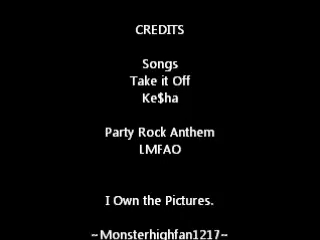 CREDITS
Songs
Take it Off
Ke$ha
Party Rock Anthem
LMFAO
I Own the Pictures.
~Monsterhighfan1217~